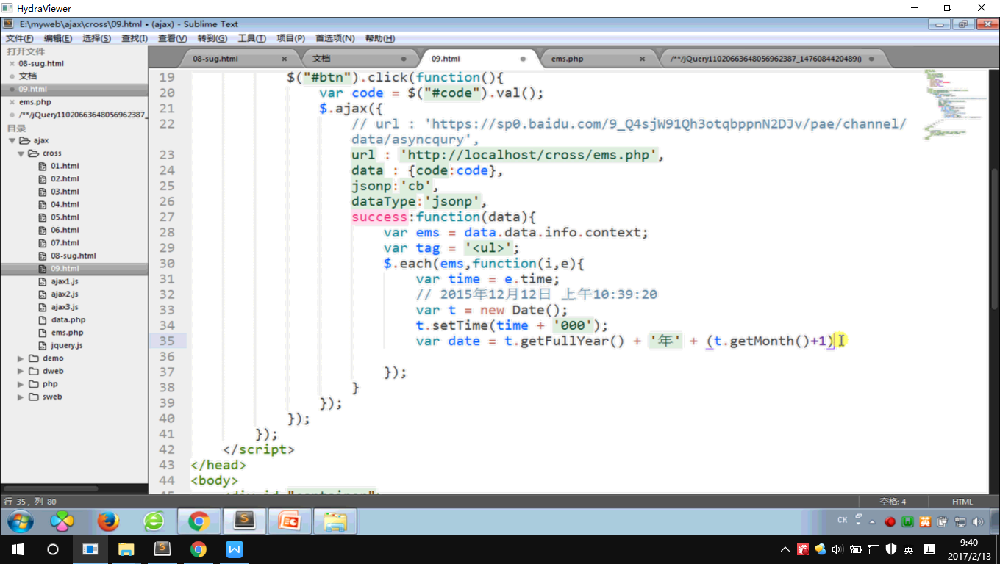 HydraViewer
E:\myweb\ajax\cross\09.html • (ajax) - Sublime Text
文件(F) 编辑(E) 选择(S) 查找(I) 查看(V) 转到(G) 工具(T) 项目(P) 首选项(N) 帮助(H)
打开文件
08-sug.html
文档
09.html
ems.php
/**/jQuery11020663648056962387_
目录
ajax
cross
01.html
02.html
03.html
04.html
05.html
06.html
07.html
08-sug.html
09.html
ajax1.js
ajax2.js
ajax3.js
data.php
ems.php
jquery.js
demo
dweb
php
sweb
08-sug.html 文档 09.html ems.php /**/jQuery11020663648056962387_1476084420489()
19 $("#btn").click(function(){
20 var code = $("#code").val();
21 $.ajax({
22 // url : 'https://sp0.baidu.com/9_Q4sjW91Qh3otqbppnN2DJv/pae/channel/
data/asyncqury',
23 url : 'http://localhost/cross/ems.php',
24 data : {code:code},
25 jsonp:'cb',
26 dataType:'jsonp',
27 success:function(data){
28 var ems = data.data.info.context;
29 var tag = '<ul>';
30 $.each(ems,function(i,e){
31 var time = e.time;
32 // 2015年12月12日 上午10:39:20
33 var t = new Date();
34 t.setTime(time + '000');
35 var date = t.getFullYear() + '年' + (t.getMonth()+1)
36
37 });
38 }
39 });
40 });
41 });
42 </script>
43 </head>
44 <body>
行 35, 列 80
空格: 4
HTML
CH
英
9:40
2017/2/13